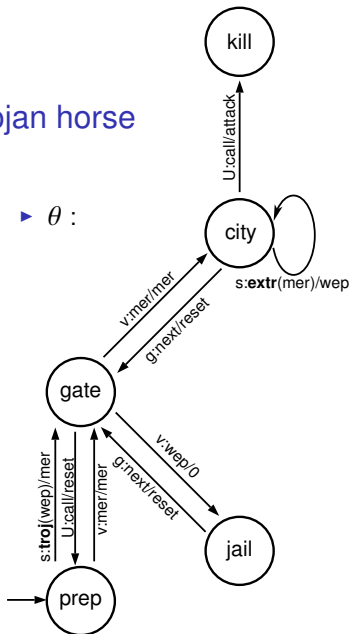 kill
U:call/attack
ojan horse
► θ :
city
s:extr(mer)/wep
v:mer/mer
g:next/reset
gate
v:wep/0
g:next/reset
s:troj(wep)/mer
U:call/reset
v:mer/mer
jail
prep